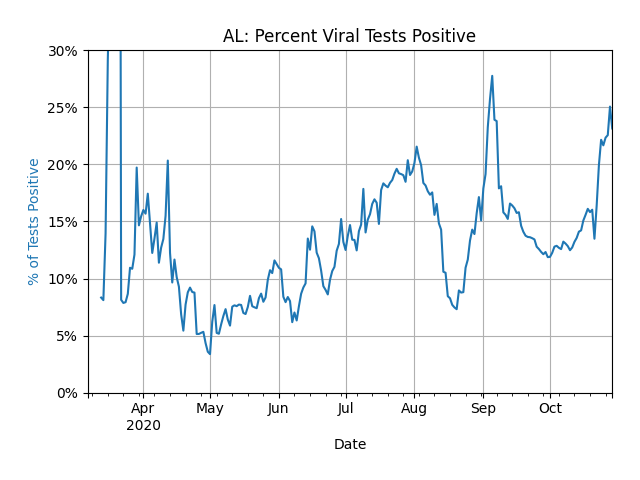 AL: Percent Viral Tests Positive
30%
25%
20%
15%
10%
5%
0%
% of Tests Positive
Apr May Jun Jul Aug Sep Oct
2020
Date